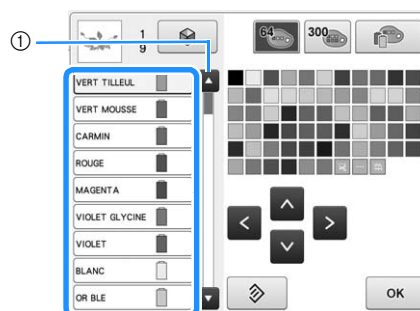 ①
1
9
64
300
VERT TILLEUL
VERT MOUSSE
CARMIN
ROUGE
MAGENTA
VIOLET GLYCINE
VIOLET
BLANC
OR BLE
OK